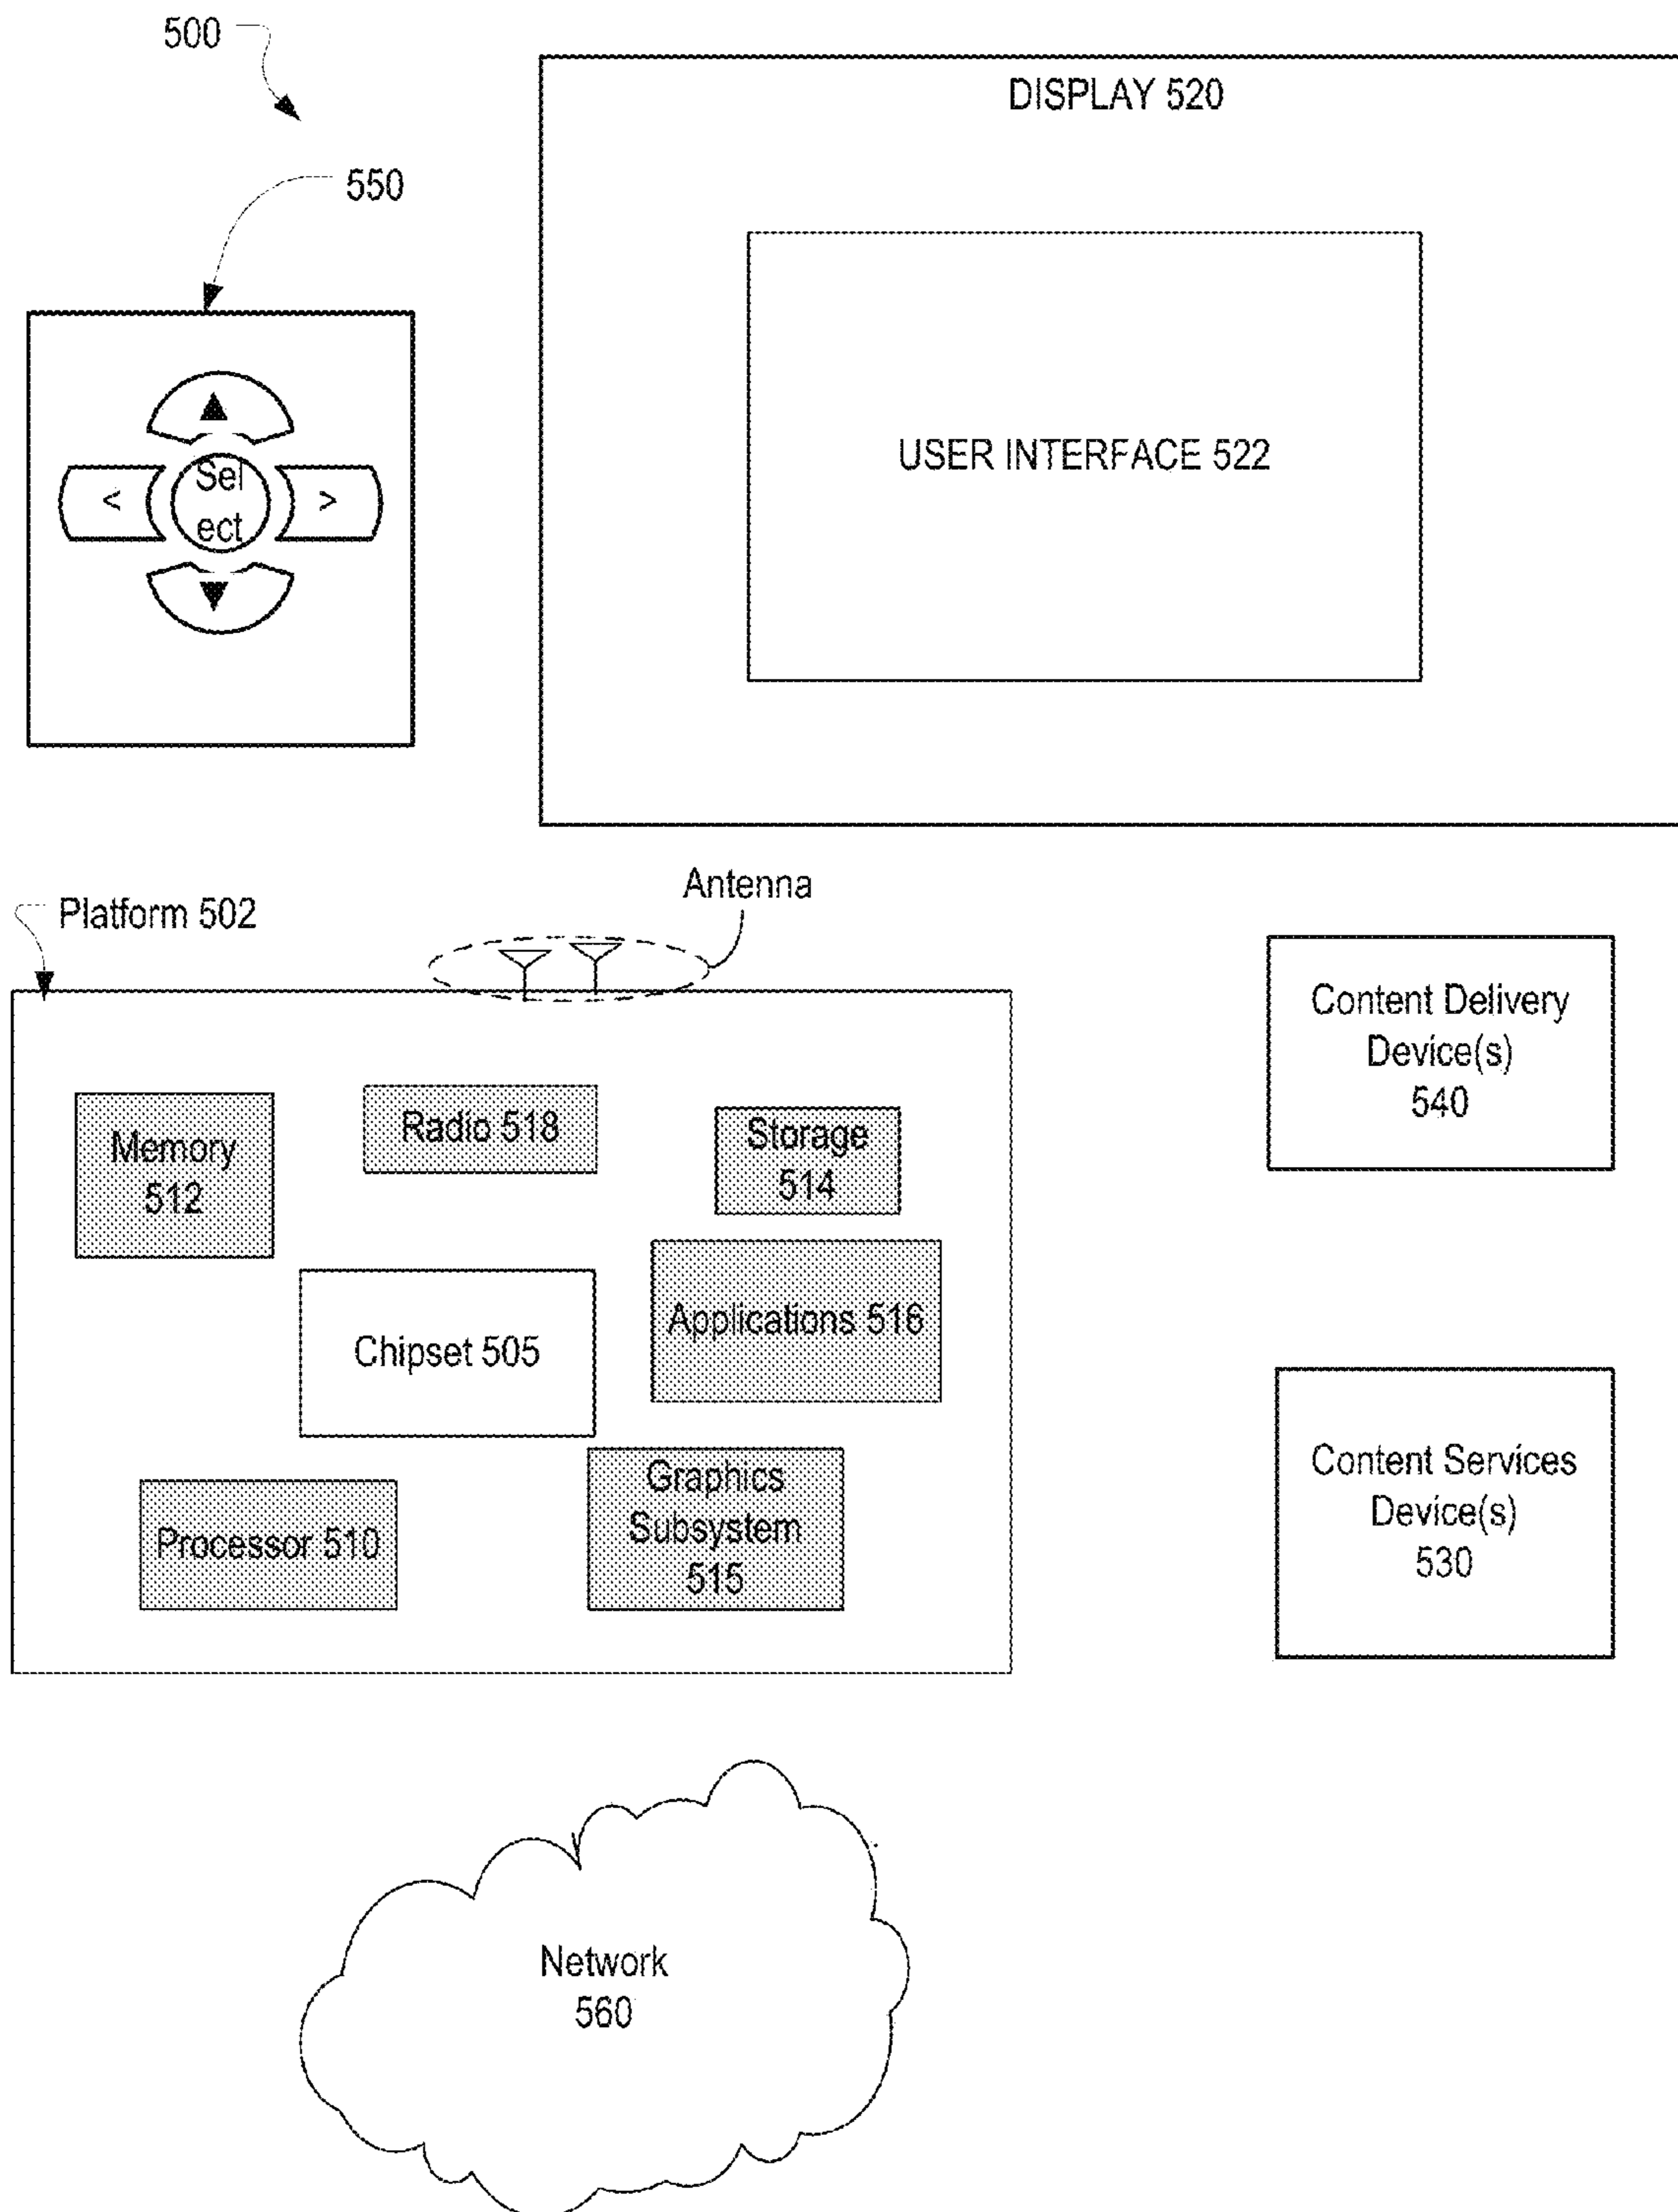 500
DISPLAY 520
550
USER INTERFACE 522
<
Sel
ect
>
Antenna
Platform 502
Content Delivery
Device(s)
540
Memory
512
Radio 518
Storage
514
Applications 516
Chipset 505
Content Services
Device(s)
530
Graphics
Subsystem
515
Processor 510
Network
560